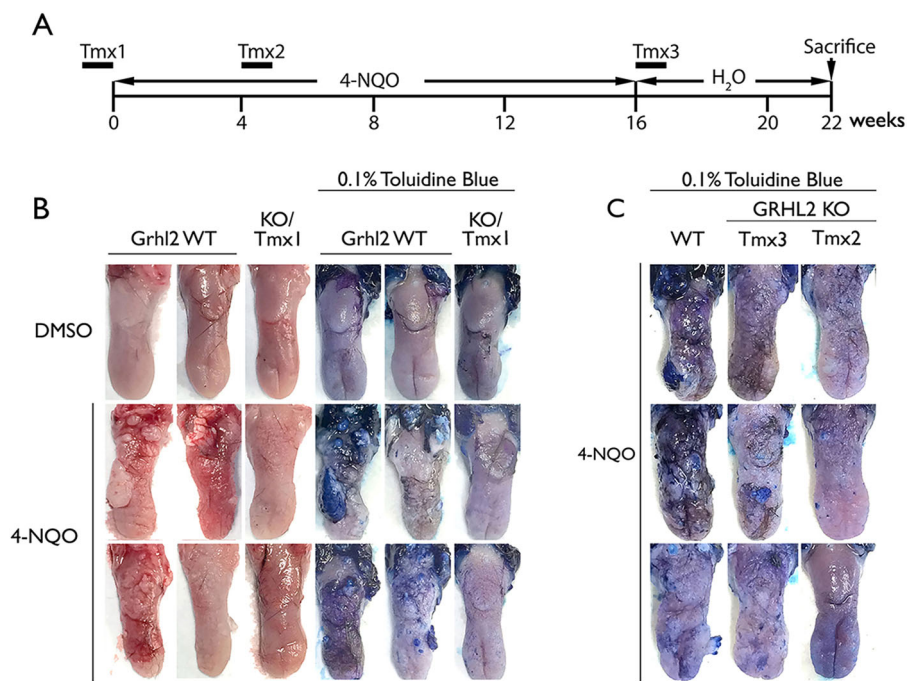 A
Tmx1 Tmx2 Tmx3 Sacrifice
4-NQO H₂O
0 4 8 12 16 20 22 weeks
0.1% Toluidine Blue 0.1% Toluidine Blue
B KO/ KO/ C GRHL2 KO
Grhl2 WT Tmx1 Grhl2 WT Tmx1 WT Tmx3 Tmx2
DMSO
4-NQO
4-NQO